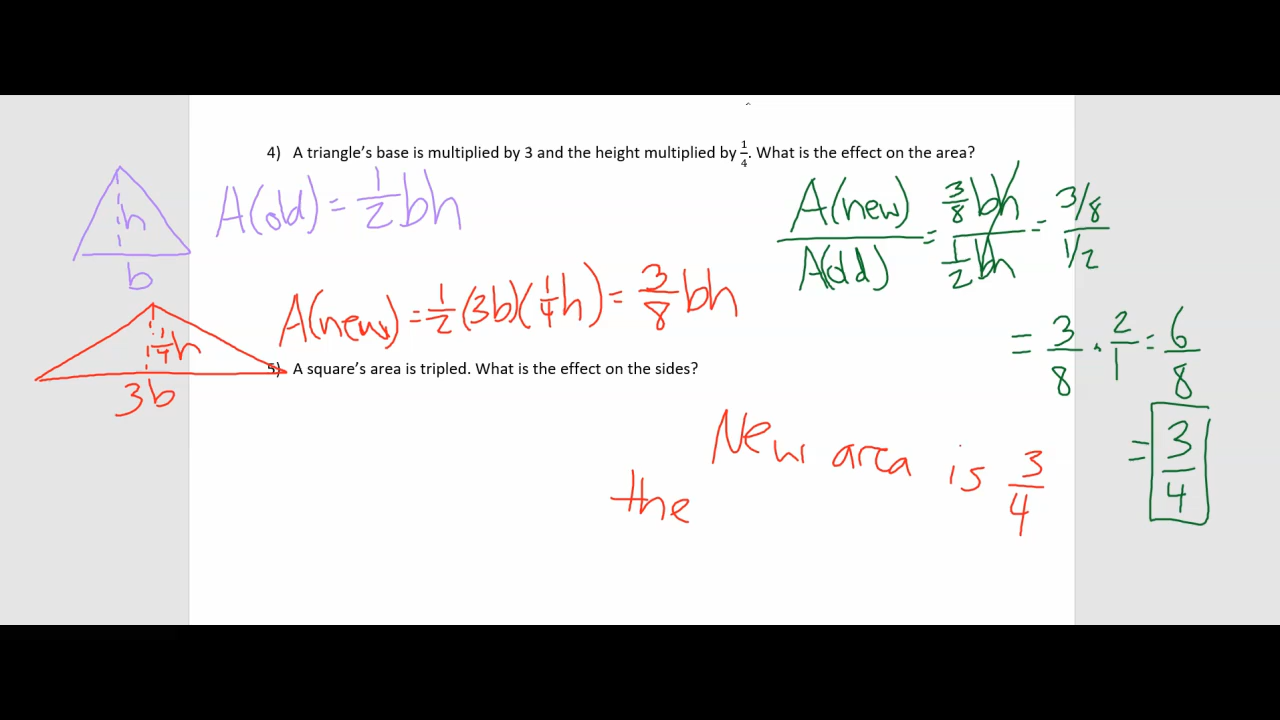 4) A triangle's base is multiplied by 3 and the height multiplied by 1/4. What is the effect on the area?
h
b
A(old) = 1/2 bh
A(new)/A(old) = 3/8 bh / 1/2 bh = 3/8 / 1/2
1/4 h
3b
A(new) = 1/2 (3b)(1/4 h) = 3/8 bh
= 3/8 · 2/1 = 6/8
= 3/4
5) A square's area is tripled. What is the effect on the sides?
New area is 3/4
the